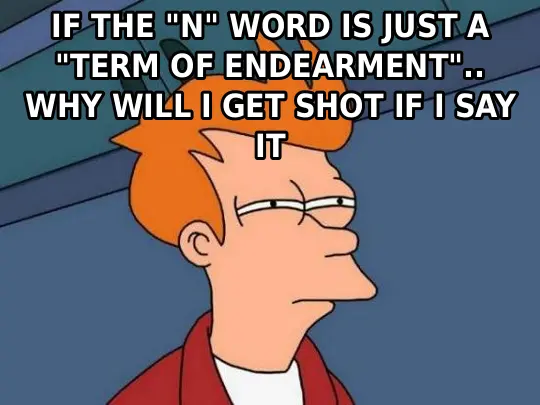 IF THE "N" WORD IS JUST A
"TERM OF ENDEARMENT"..
WHY WILL I GET SHOT IF I SAY
IT